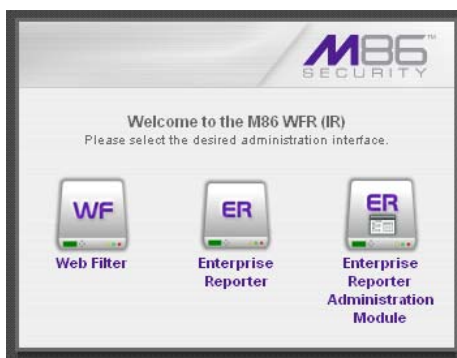 M86™
SECURITY
Welcome to the M86 WFR (IR)
Please select the desired administration interface.
WF
ER
ER
Web Filter
Enterprise
Reporter
Enterprise
Reporter
Administration
Module